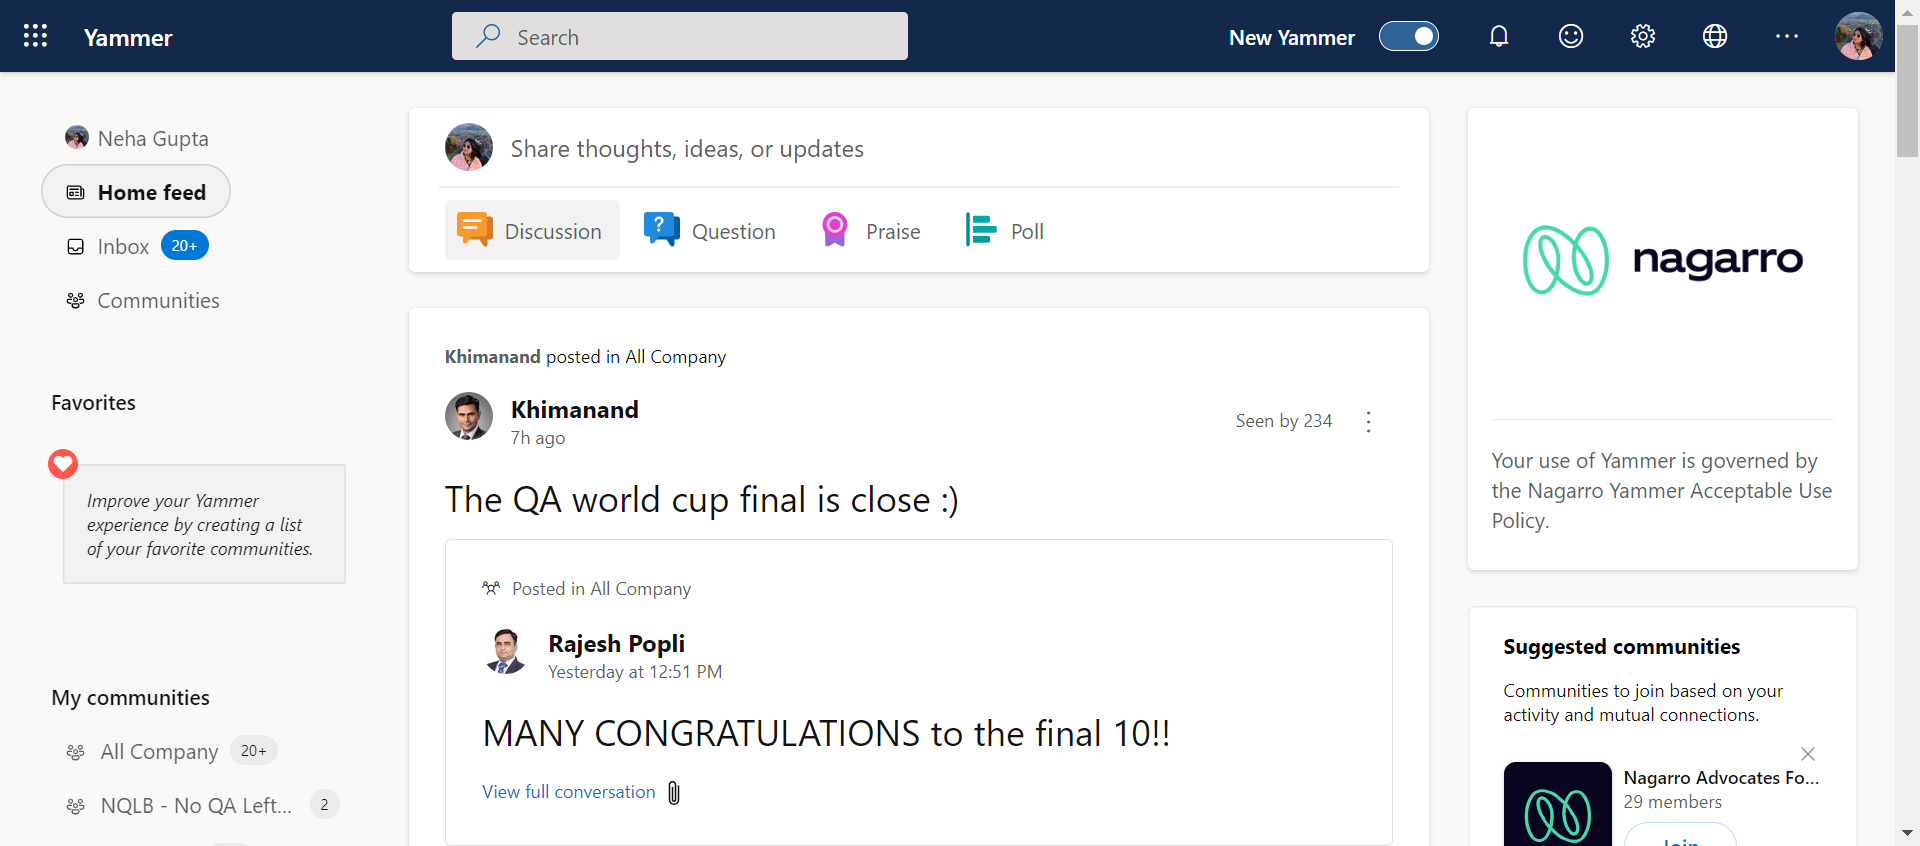 Yammer
Search
New Yammer
Neha Gupta
Home feed
Inbox 20+
Communities
Favorites
Improve your Yammer
experience by creating a list
of your favorite communities.
My communities
All Company 20+
NQLB - No QA Left... 2
Share thoughts, ideas, or updates
Discussion
Question
Praise
Poll
Khimanand posted in All Company
Khimanand
7h ago
Seen by 234
The QA world cup final is close :)
Posted in All Company
Rajesh Popli
Yesterday at 12:51 PM
MANY CONGRATULATIONS to the final 10!!
View full conversation
nagarro
Your use of Yammer is governed by
the Nagarro Yammer Acceptable Use
Policy.
Suggested communities
Communities to join based on your
activity and mutual connections.
Nagarro Advocates Fo...
29 members
Join